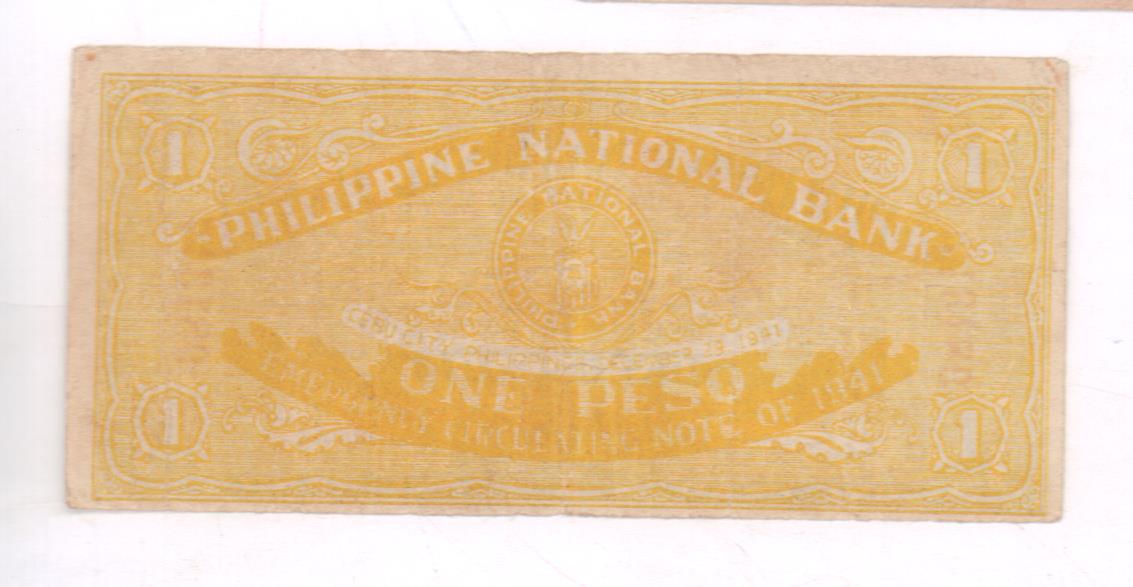 1 1
PHILIPPINE NATIONAL BANK
PHILIPPINE NATIONAL BANK
CEBU CITY, PHILIPPINES DECEMBER 29, 1941
ONE PESO
EMERGENCY CIRCULATING NOTE OF 1941
1 1